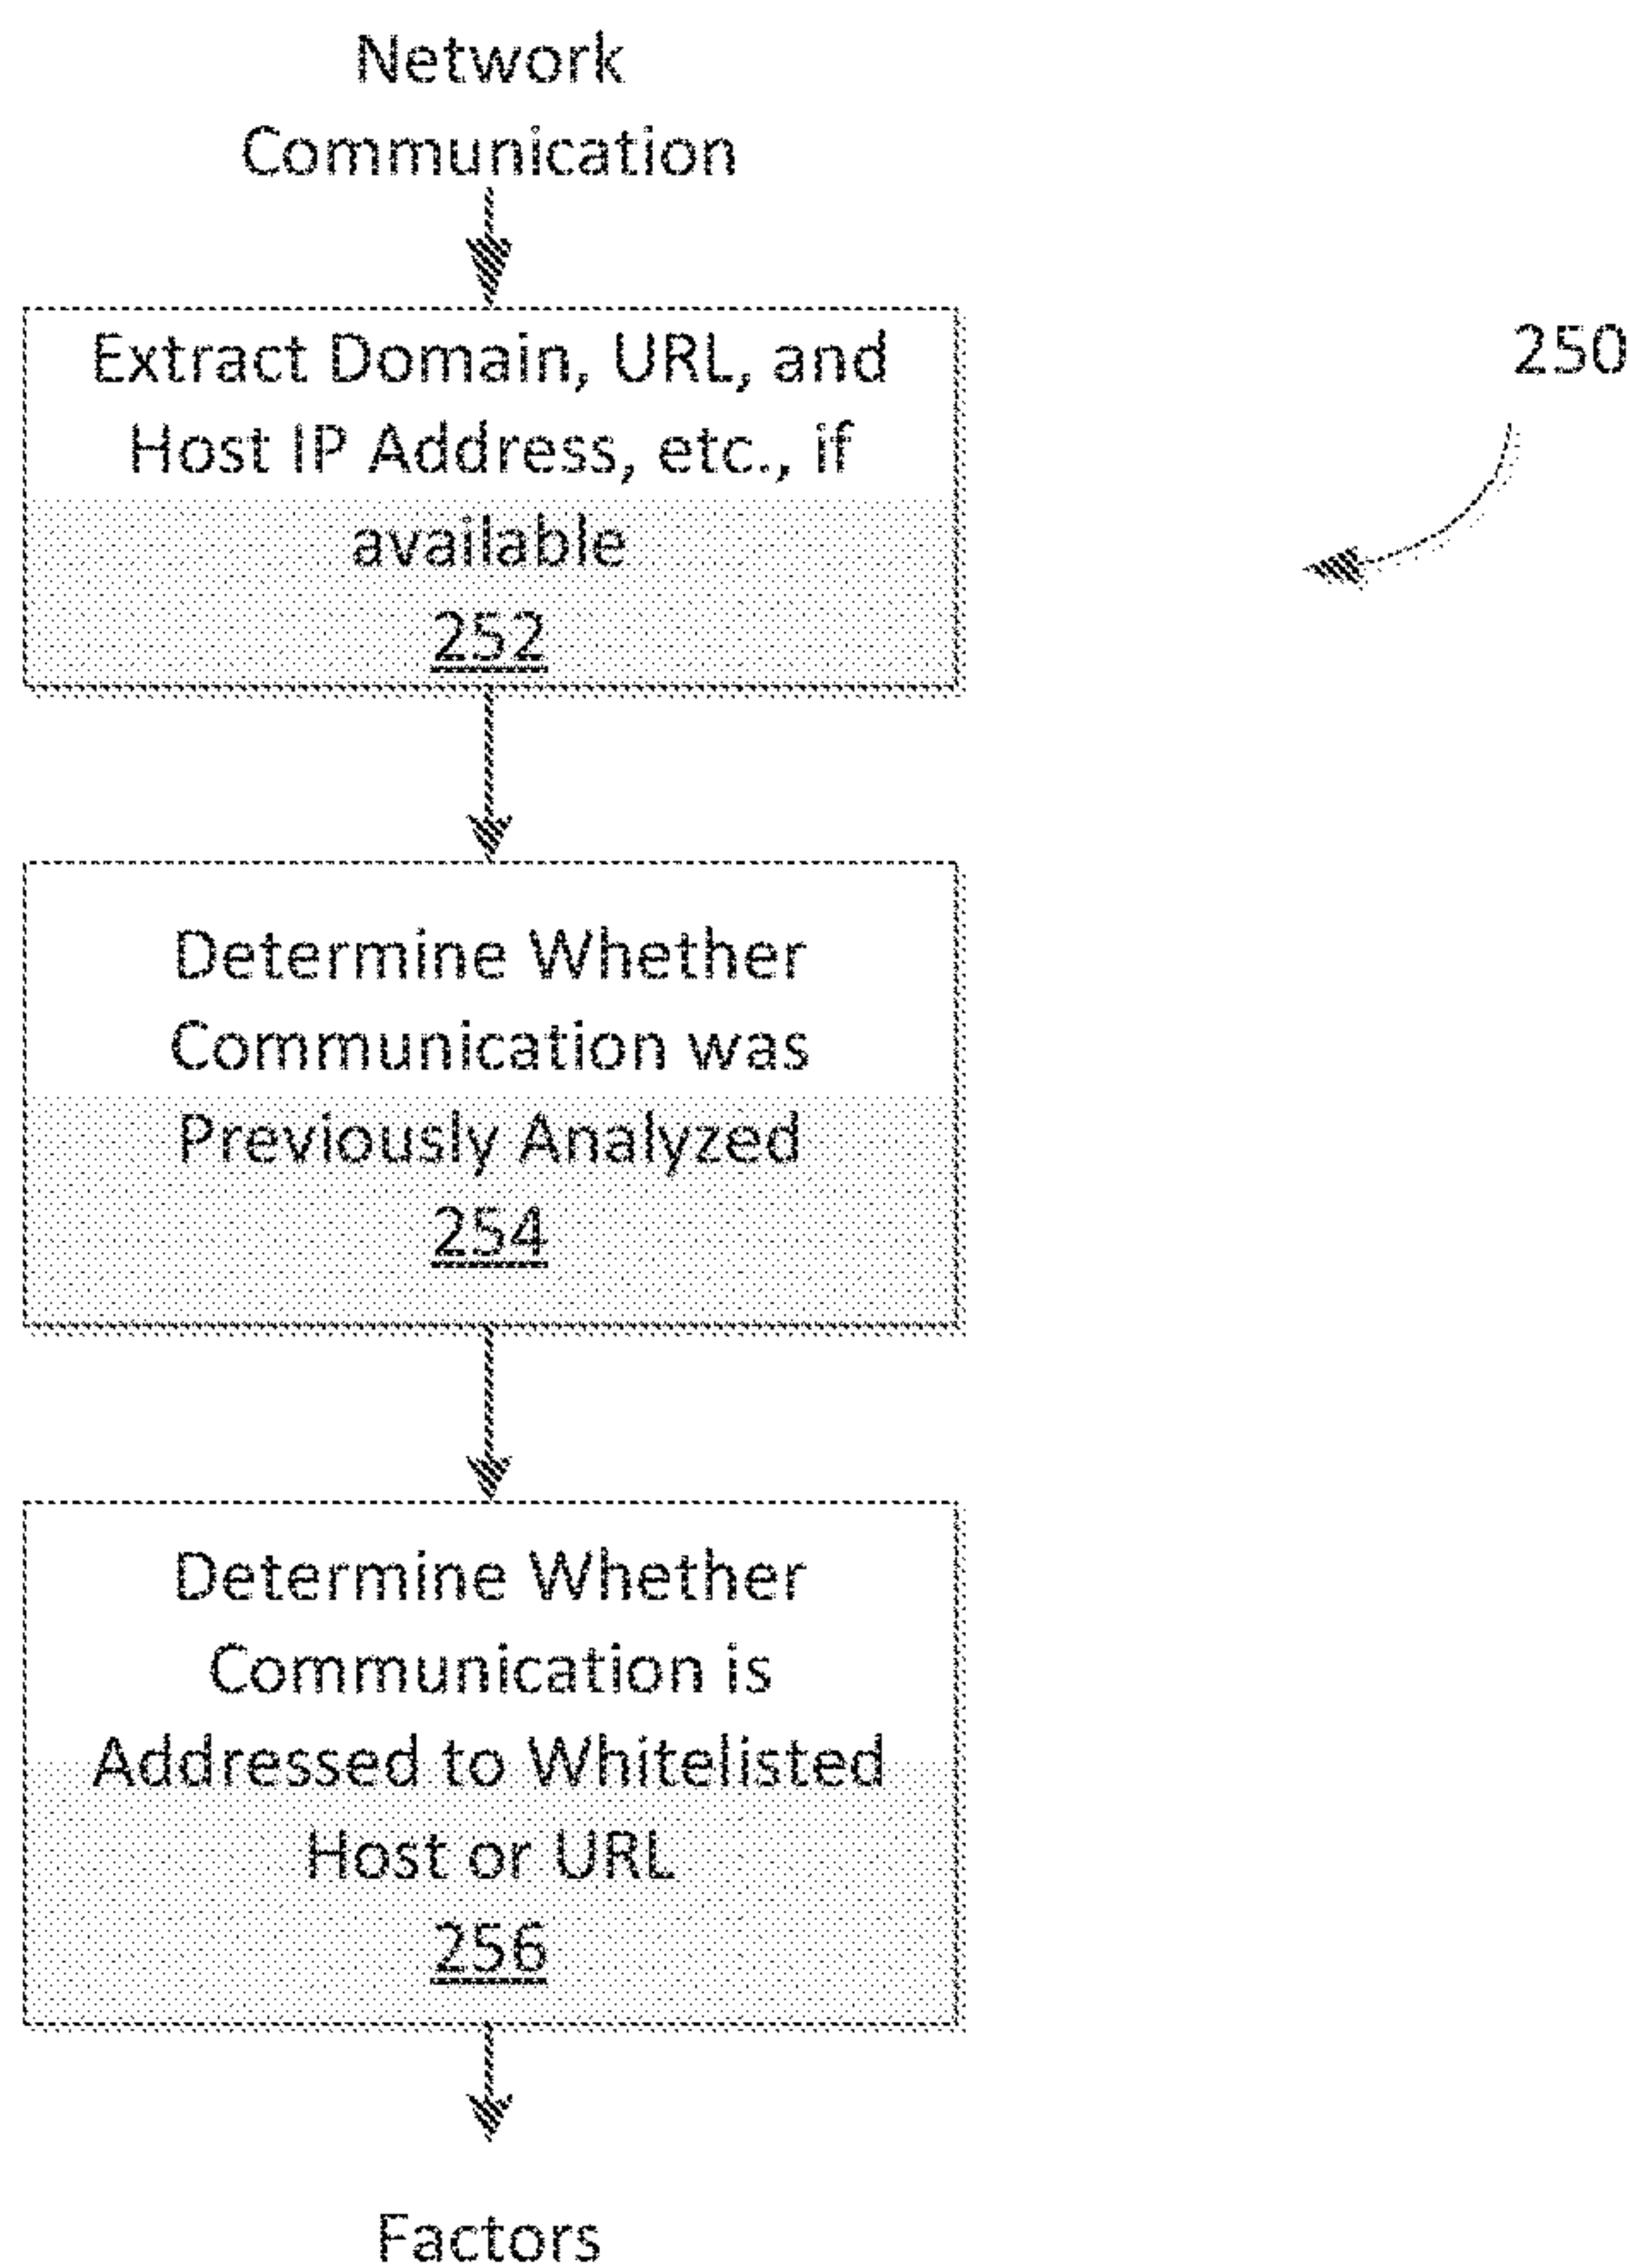 Network
Communication
Extract Domain, URL, and
Host IP Address, etc., if
available
252
250
Determine Whether
Communication was
Previously Analyzed
254
Determine Whether
Communication is
Addressed to Whitelisted
Host or URL
256
Factors